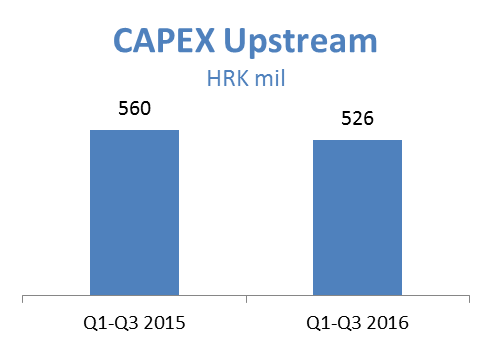 CAPEX Upstream
HRK mil
560
526
Q1-Q3 2015
Q1-Q3 2016